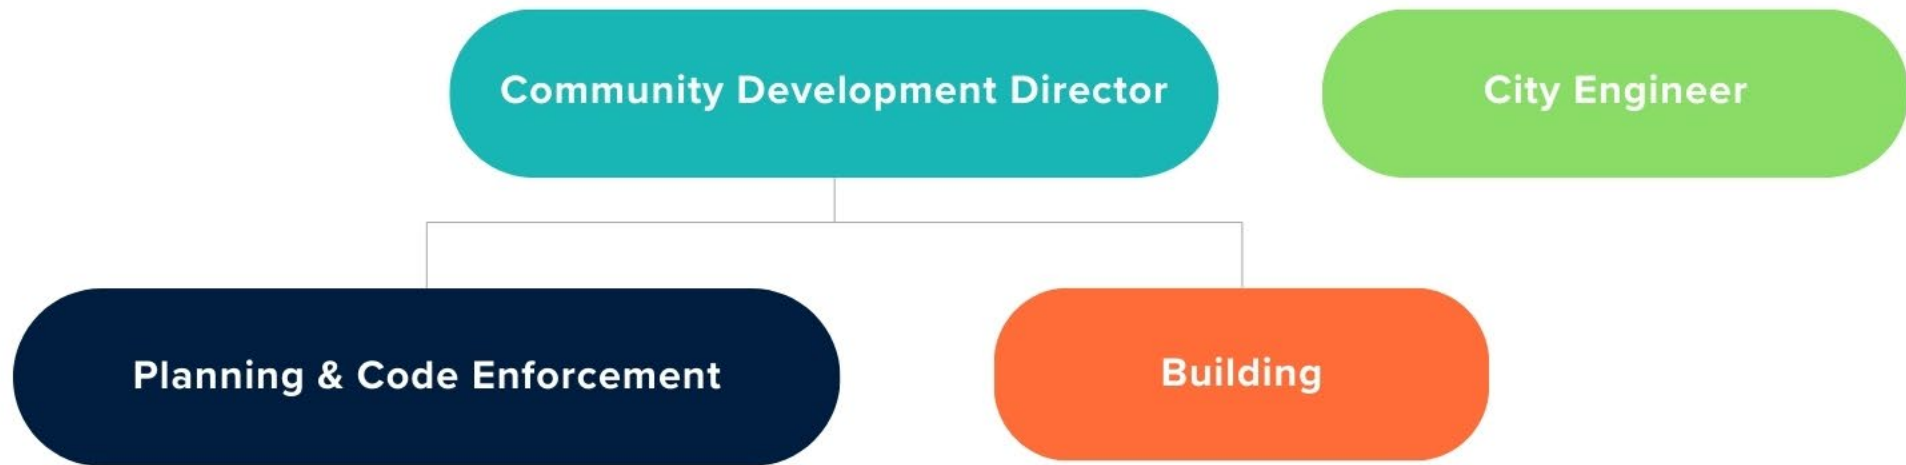 Community Development Director
City Engineer
Planning & Code Enforcement
Building